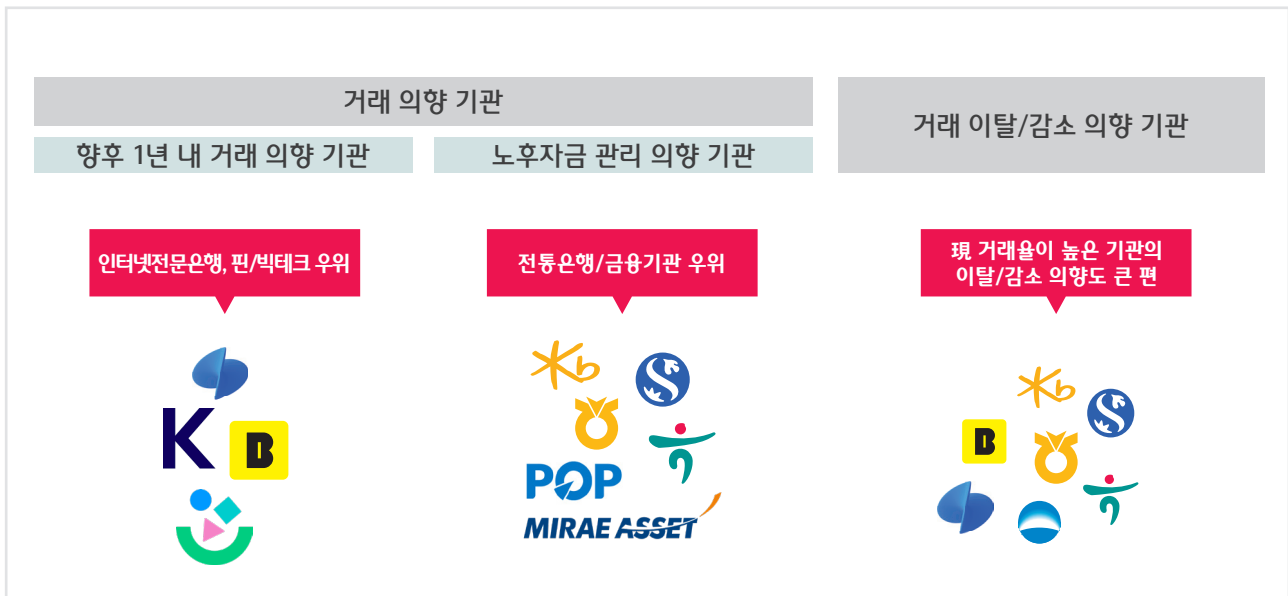 거래 의향 기관
거래 이탈/감소 의향 기관
향후 1년 내 거래 의향 기관
노후자금 관리 의향 기관
인터넷전문은행, 핀/빅테크 우위
전통은행/금융기관 우위
現 거래율이 높은 기관의
이탈/감소 의향도 큰 편
K
B
Kb
S
POP
MIRAE ASSET
Kb
S
B